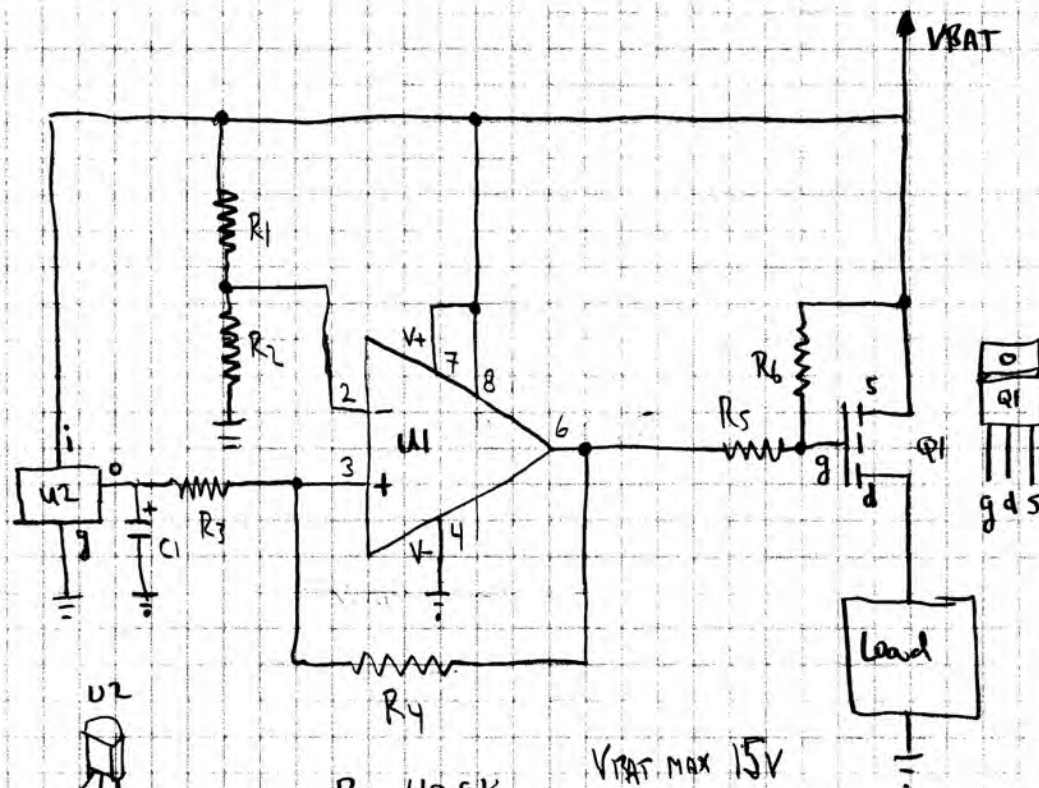 VBAT
R1
R2
V+
7
8
2
-
U1
6
3
+
4
V-
i
U2
o
g
C1
R3
R4
R5
R6
s
g
d
Q1
O
Q1
g d s
Load
U2
VBAT MAX 15V